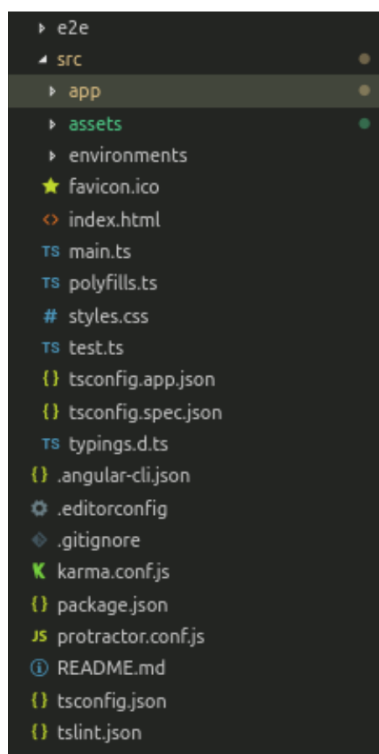 e2e
src
app
assets
environments
favicon.ico
<> index.html
TS main.ts
TS polyfills.ts
# styles.css
TS test.ts
{} tsconfig.app.json
{} tsconfig.spec.json
TS typings.d.ts
{} .angular-cli.json
.editorconfig
.gitignore
K karma.conf.js
{} package.json
JS protractor.conf.js
README.md
{} tsconfig.json
{} tslint.json